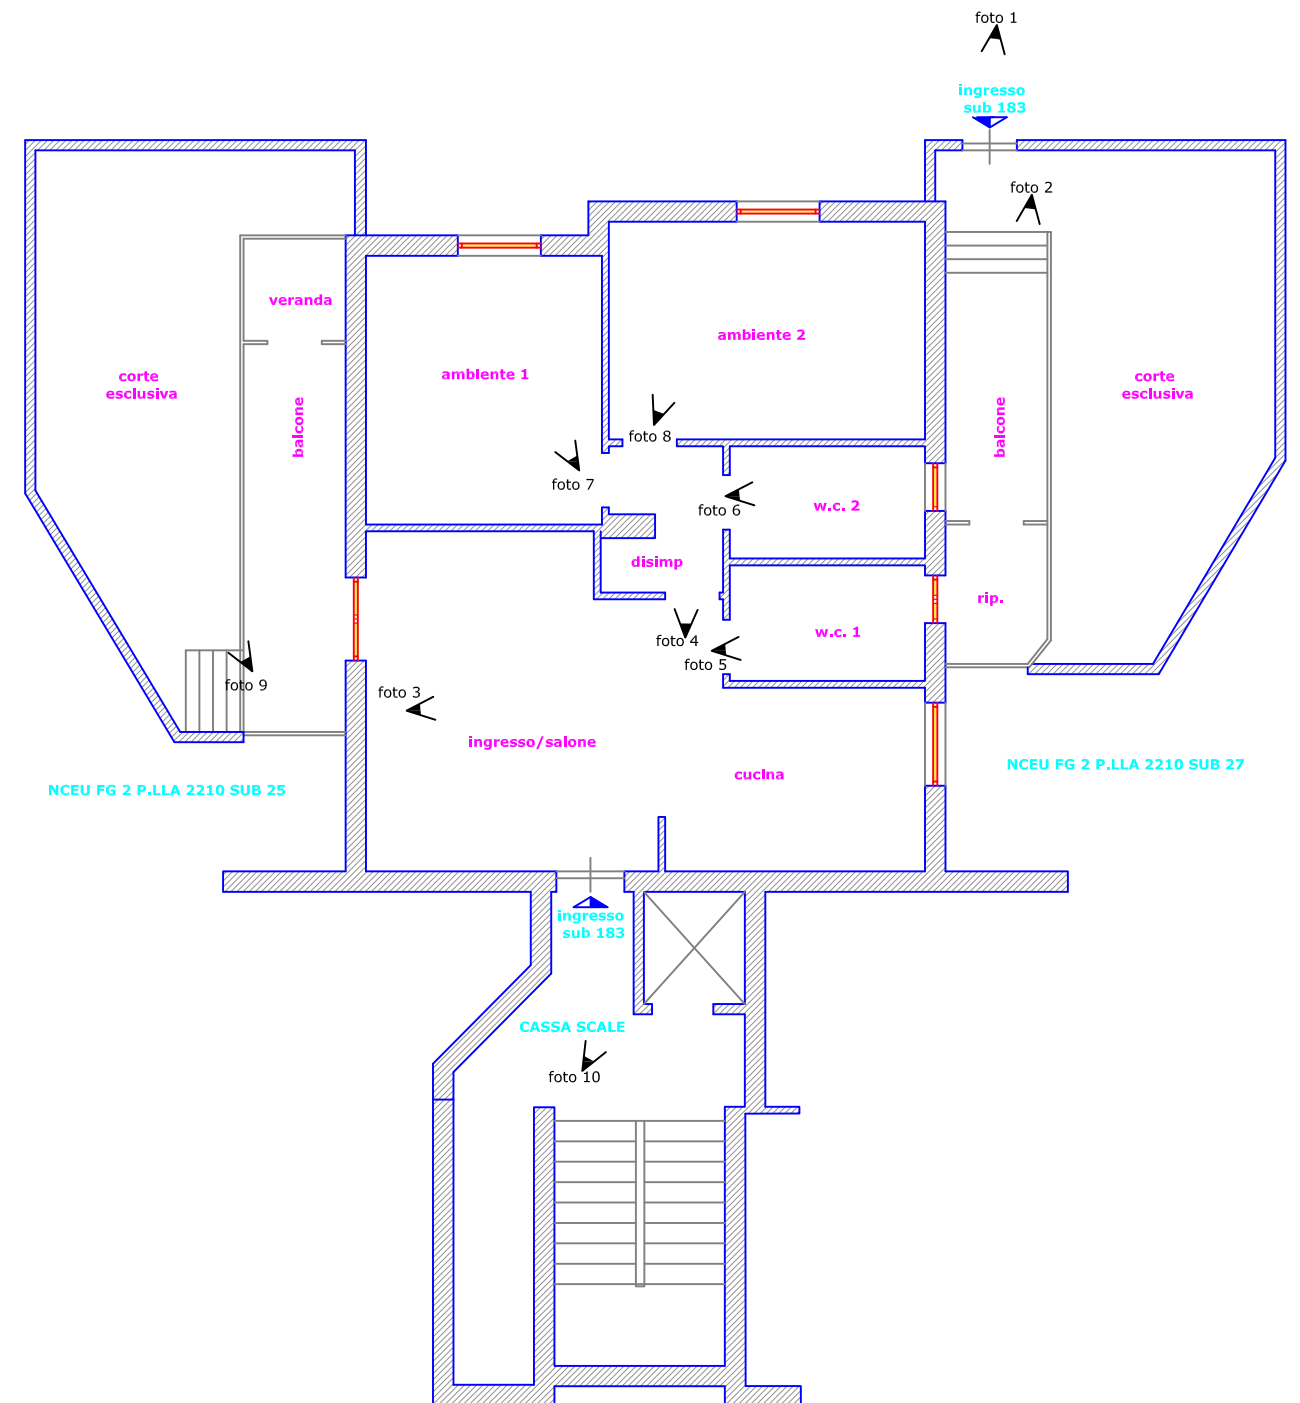 foto 1
ingresso
sub 183
foto 2
veranda
ambiente 2
ambiente 1
corte
esclusiva
corte
esclusiva
balcone
balcone
foto 8
foto 7
foto 6
w.c. 2
disimp
rip.
w.c. 1
foto 4
foto 5
foto 9
foto 3
ingresso/salone
cucina
NCEU FG 2 P.LLA 2210 SUB 27
NCEU FG 2 P.LLA 2210 SUB 25
ingresso
sub 183
CASSA SCALE
foto 10